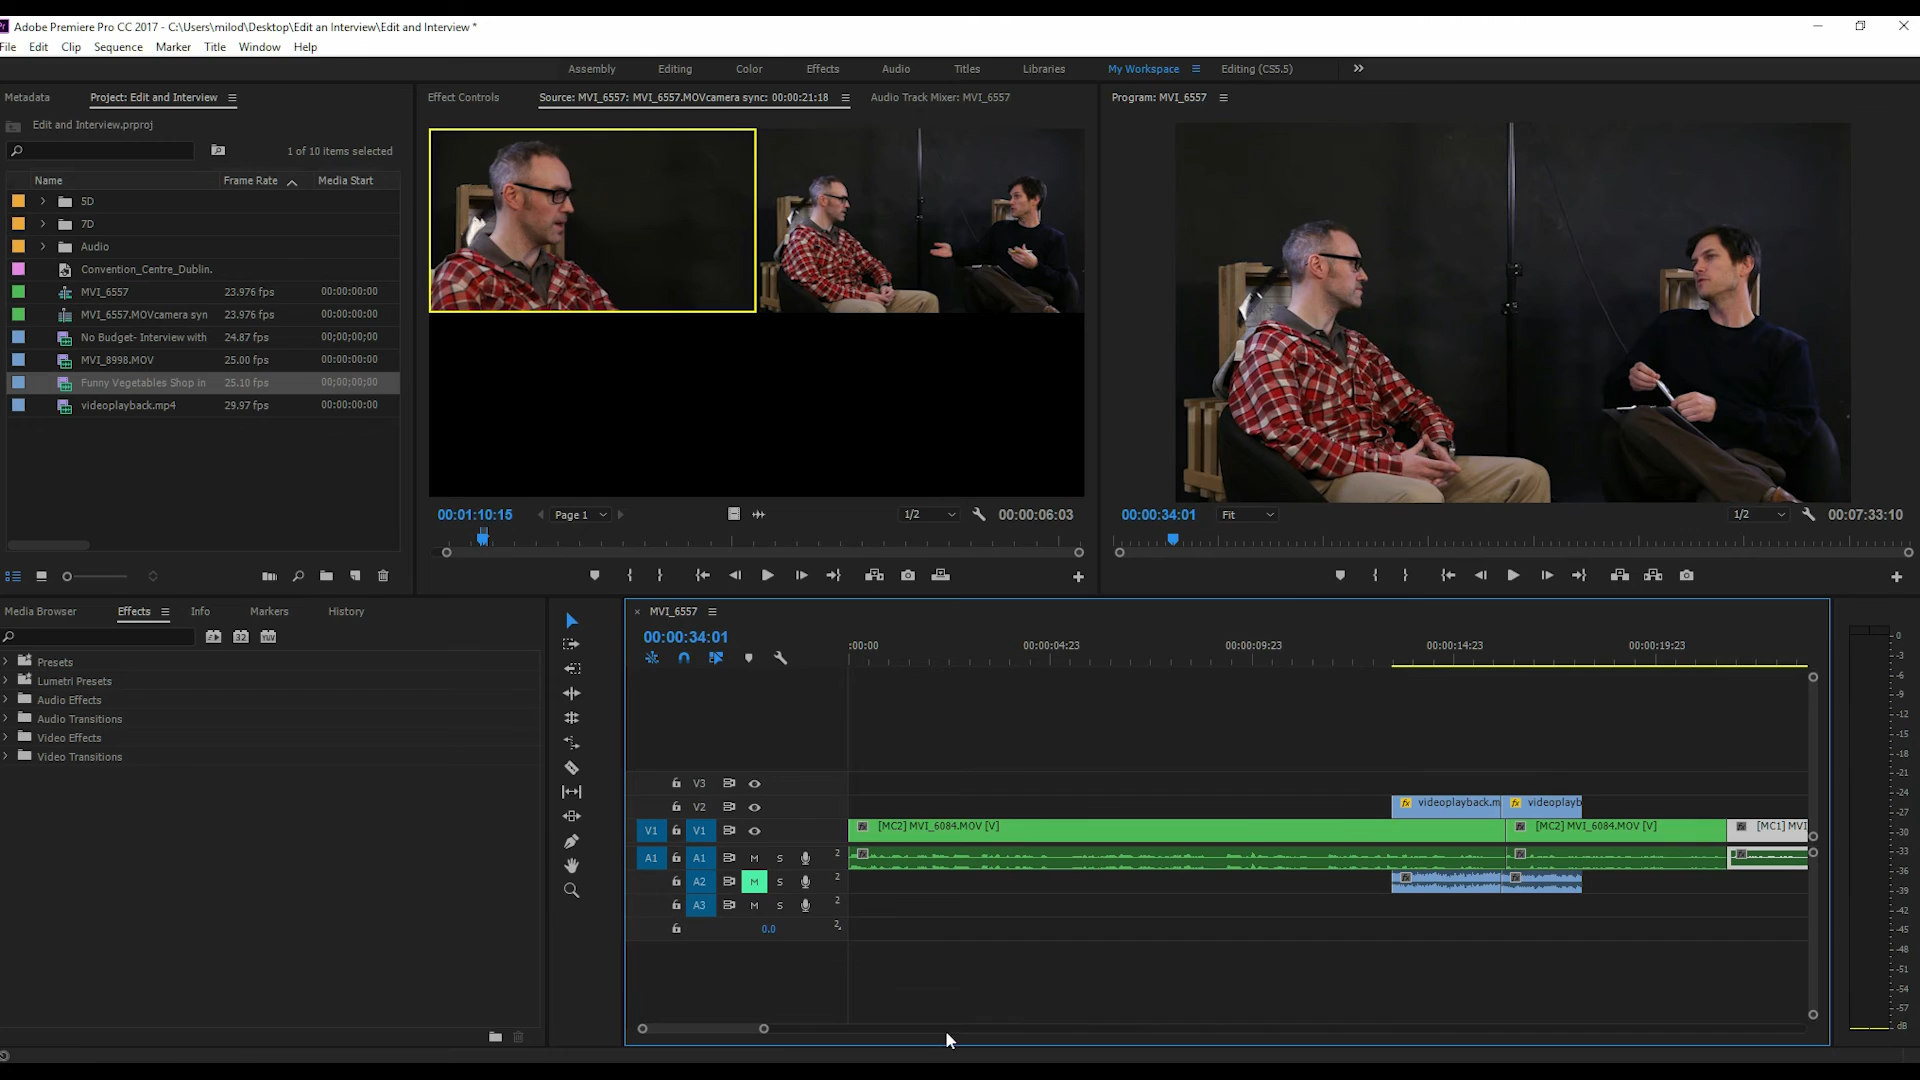 Adobe Premiere Pro CC 2017 - C:\Users\milod\Desktop\Edit an Interview\Edit and Interview *
File Edit Clip Sequence Marker Title Window Help
Assembly Editing Color Effects Audio Titles Libraries My Workspace Editing (CS5.5)
Metadata Project: Edit and Interview
Effect Controls Source: MVI_6557: MVI_6557.MOVcamera sync: 00:00:21:18 Audio Track Mixer: MVI_6557
Program: MVI_6557
Edit and Interview.prproj
1 of 10 items selected
Name Frame Rate Media Start
5D
7D
Audio
Convention_Centre_Dublin.
MVI_6557 23.976 fps 00:00:00:00
MVI_6557.MOVcamera syn 23.976 fps 00:00:00:00
No Budget- Interview with 24.87 fps 00;00;00;00
MVI_8998.MOV 25.00 fps 00:00:00:00
Funny Vegetables Shop in 25.10 fps 00;00;00;00
videoplayback.mp4 29.97 fps 00:00:00:00
00:01:10:15 Page 1 1/2 00:00:06:03
00:00:34:01 Fit 1/2 00:07:33:10
Media Browser Effects Info Markers History
32 YUV
Presets
Lumetri Presets
Audio Effects
Audio Transitions
Video Effects
Video Transitions
× MVI_6557
00:00:34:01
:00:00 00:00:04:23 00:00:09:23 00:00:14:23 00:00:19:23
V3
V2 fx videoplayback.m fx videoplayb
V1 V1 fx [MC2] MVI_6084.MOV [V] fx [MC2] MVI_6084.MOV [V] fx [MC1] MVI
A1 A1 M S 2 fx fx fx
A2 M S 2 fx fx
A3 M S 2
0.0 2
0
-3
-6
-9
-12
-15
-18
-21
-24
-27
-30
-33
-36
-39
-42
-45
-48
-51
-54
-57
dB